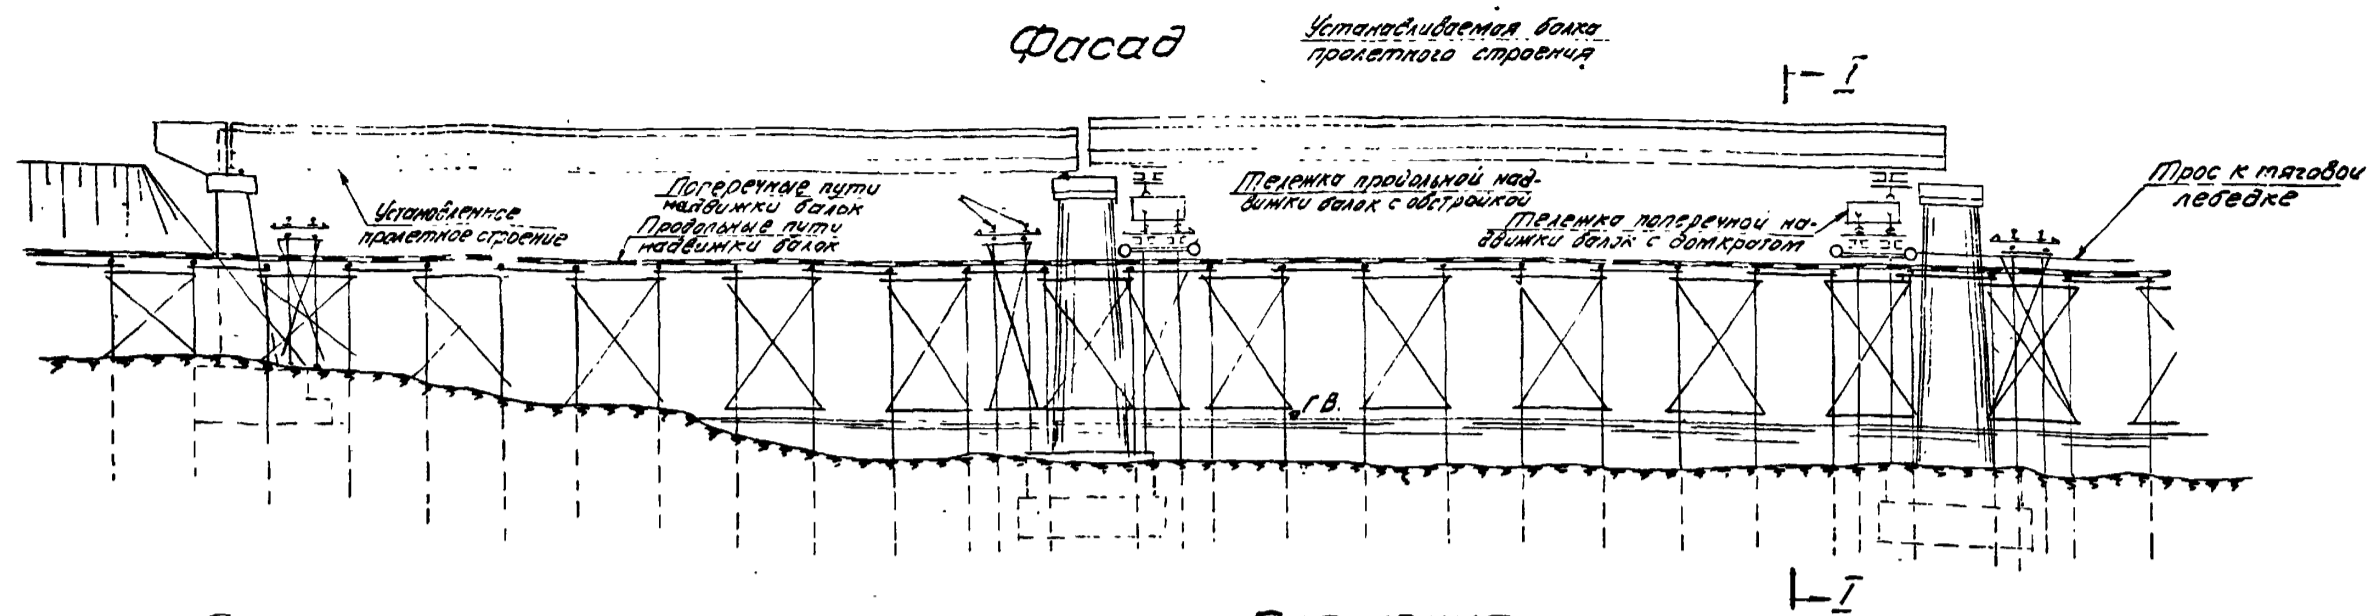 Фасад
Устанавливаемая балка
пролетного строения
I
Поперечные пути
надвижки балок
Тележка продольной над-
вижки балок с обстройкой
Трос к тяговой
лебедке
Установленное
пролетное строение
Продольные пути
надвижки балок
Тележка поперечной на-
движки балок с домкратом
Г.В.
I